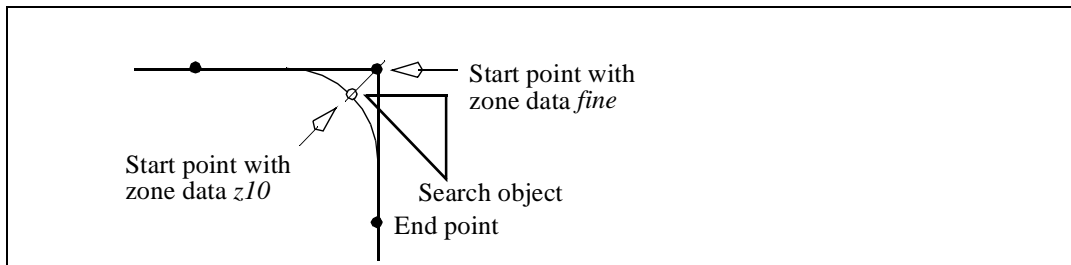 Start point with
zone data fine
Start point with
zone data z10
Search object
End point